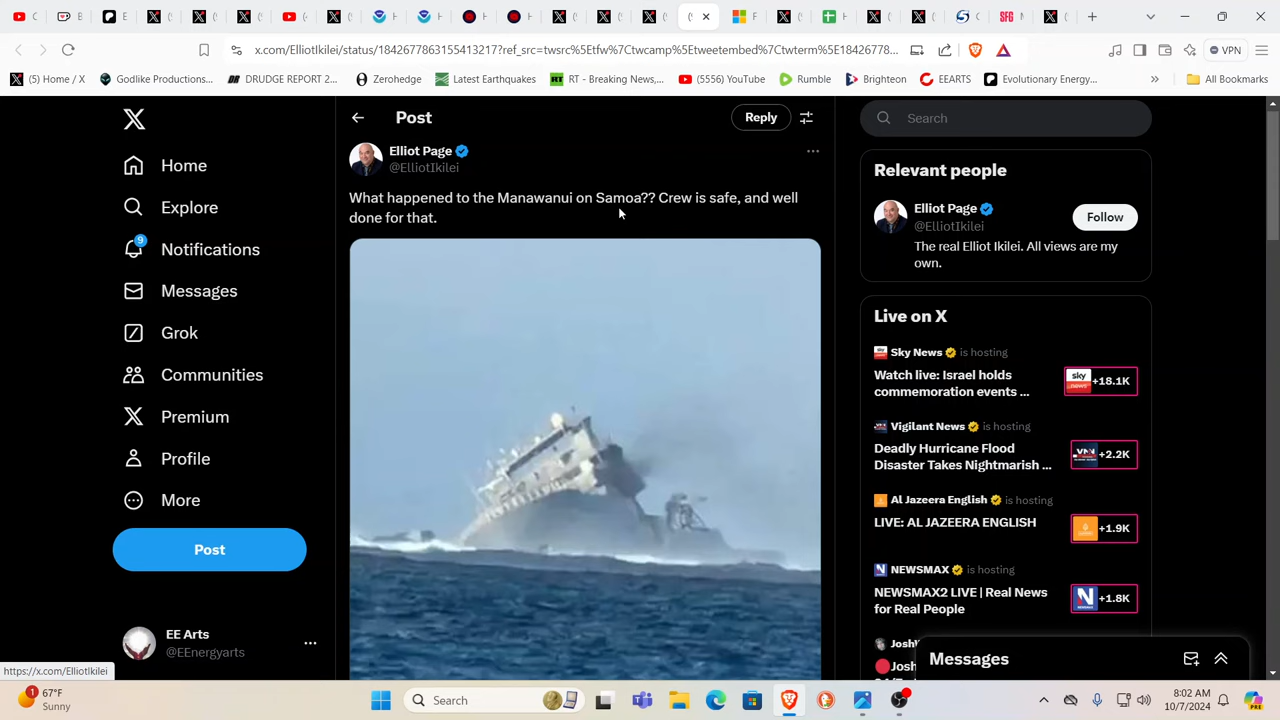 x.com/ElliotIkilei/status/1842677863155413217?ref_src=twsrc%5Etfw%7Ctwcamp%5Etweetembed%7Ctwterm%5E18426778...
VPN
(5) Home / X
Godlike Productions...
DRUDGE REPORT 2...
Zerohedge
Latest Earthquakes
RT - Breaking News,...
(5556) YouTube
Rumble
Brighteon
EEARTS
Evolutionary Energy...
All Bookmarks
Post
Reply
Search
Elliot Page
@ElliotIkilei
What happened to the Manawanui on Samoa?? Crew is safe, and well
done for that.
Home
Explore
9
Notifications
Messages
Grok
Communities
Premium
Profile
More
Post
EE Arts
@EEnergyarts
https://x.com/ElliotIkilei
Relevant people
Elliot Page
@ElliotIkilei
Follow
The real Elliot Ikilei. All views are my
own.
Live on X
Sky News is hosting
Watch live: Israel holds
commemoration events ...
sky news
+18.1K
Vigilant News is hosting
Deadly Hurricane Flood
Disaster Takes Nightmarish ...
+2.2K
Al Jazeera English is hosting
LIVE: AL JAZEERA ENGLISH
+1.9K
NEWSMAX is hosting
NEWSMAX2 LIVE | Real News
for Real People
+1.8K
Messages
1
67°F
Sunny
Search
8:02 AM
10/7/2024